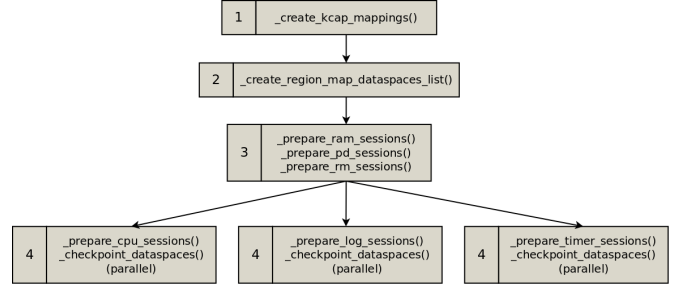 1
_create_kcap_mappings()
2
_create_region_map_dataspaces_list()
3
_prepare_ram_sessions()
_prepare_pd_sessions()
_prepare_rm_sessions()
4
_prepare_cpu_sessions()
_checkpoint_dataspaces()
(parallel)
4
_prepare_log_sessions()
_checkpoint_dataspaces()
(parallel)
4
_prepare_timer_sessions()
_checkpoint_dataspaces()
(parallel)